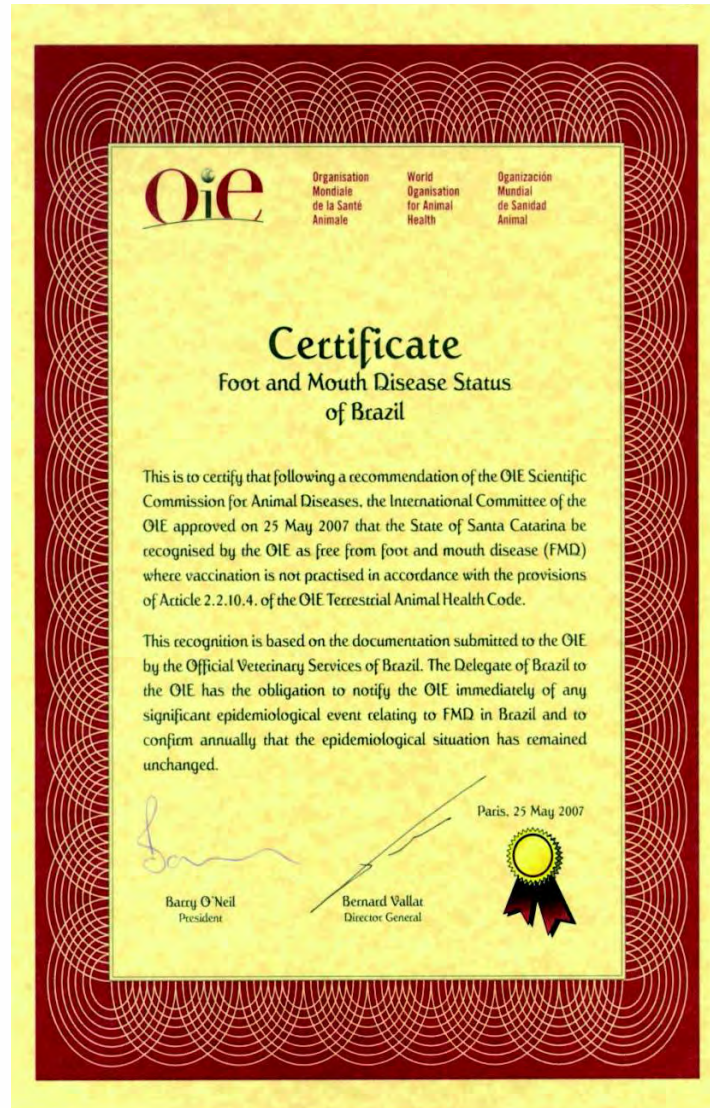 OiE
Organisation
Mondiale
de la Santé
Animale
World
Oganisation
for Animal
Health
Oganización
Mundial
de Sanidad
Animal
Certificate
Foot and Mouth Disease Status
of Brazil
This is to certify that following a recommendation of the OIE Scientific
Commission for Animal Diseases, the International Committee of the
OIE approved on 25 May 2007 that the State of Santa Catarina be
recognised by the OIE as free from foot and mouth disease (FMD)
where vaccination is not practised in accordance with the provisions
of Article 2.2.10.4. of the OIE Terrestrial Animal Health Code.
This recognition is based on the documentation submitted to the OIE
by the Official Veterinary Services of Brazil. The Delegate of Brazil to
the OIE has the obligation to notify the OIE immediately of any
significant epidemiological event relating to FMD in Brazil and to
confirm annually that the epidemiological situation has remained
unchanged.
Paris, 25 May 2007
Barry O'Neil
President
Bernard Vallat
Director General